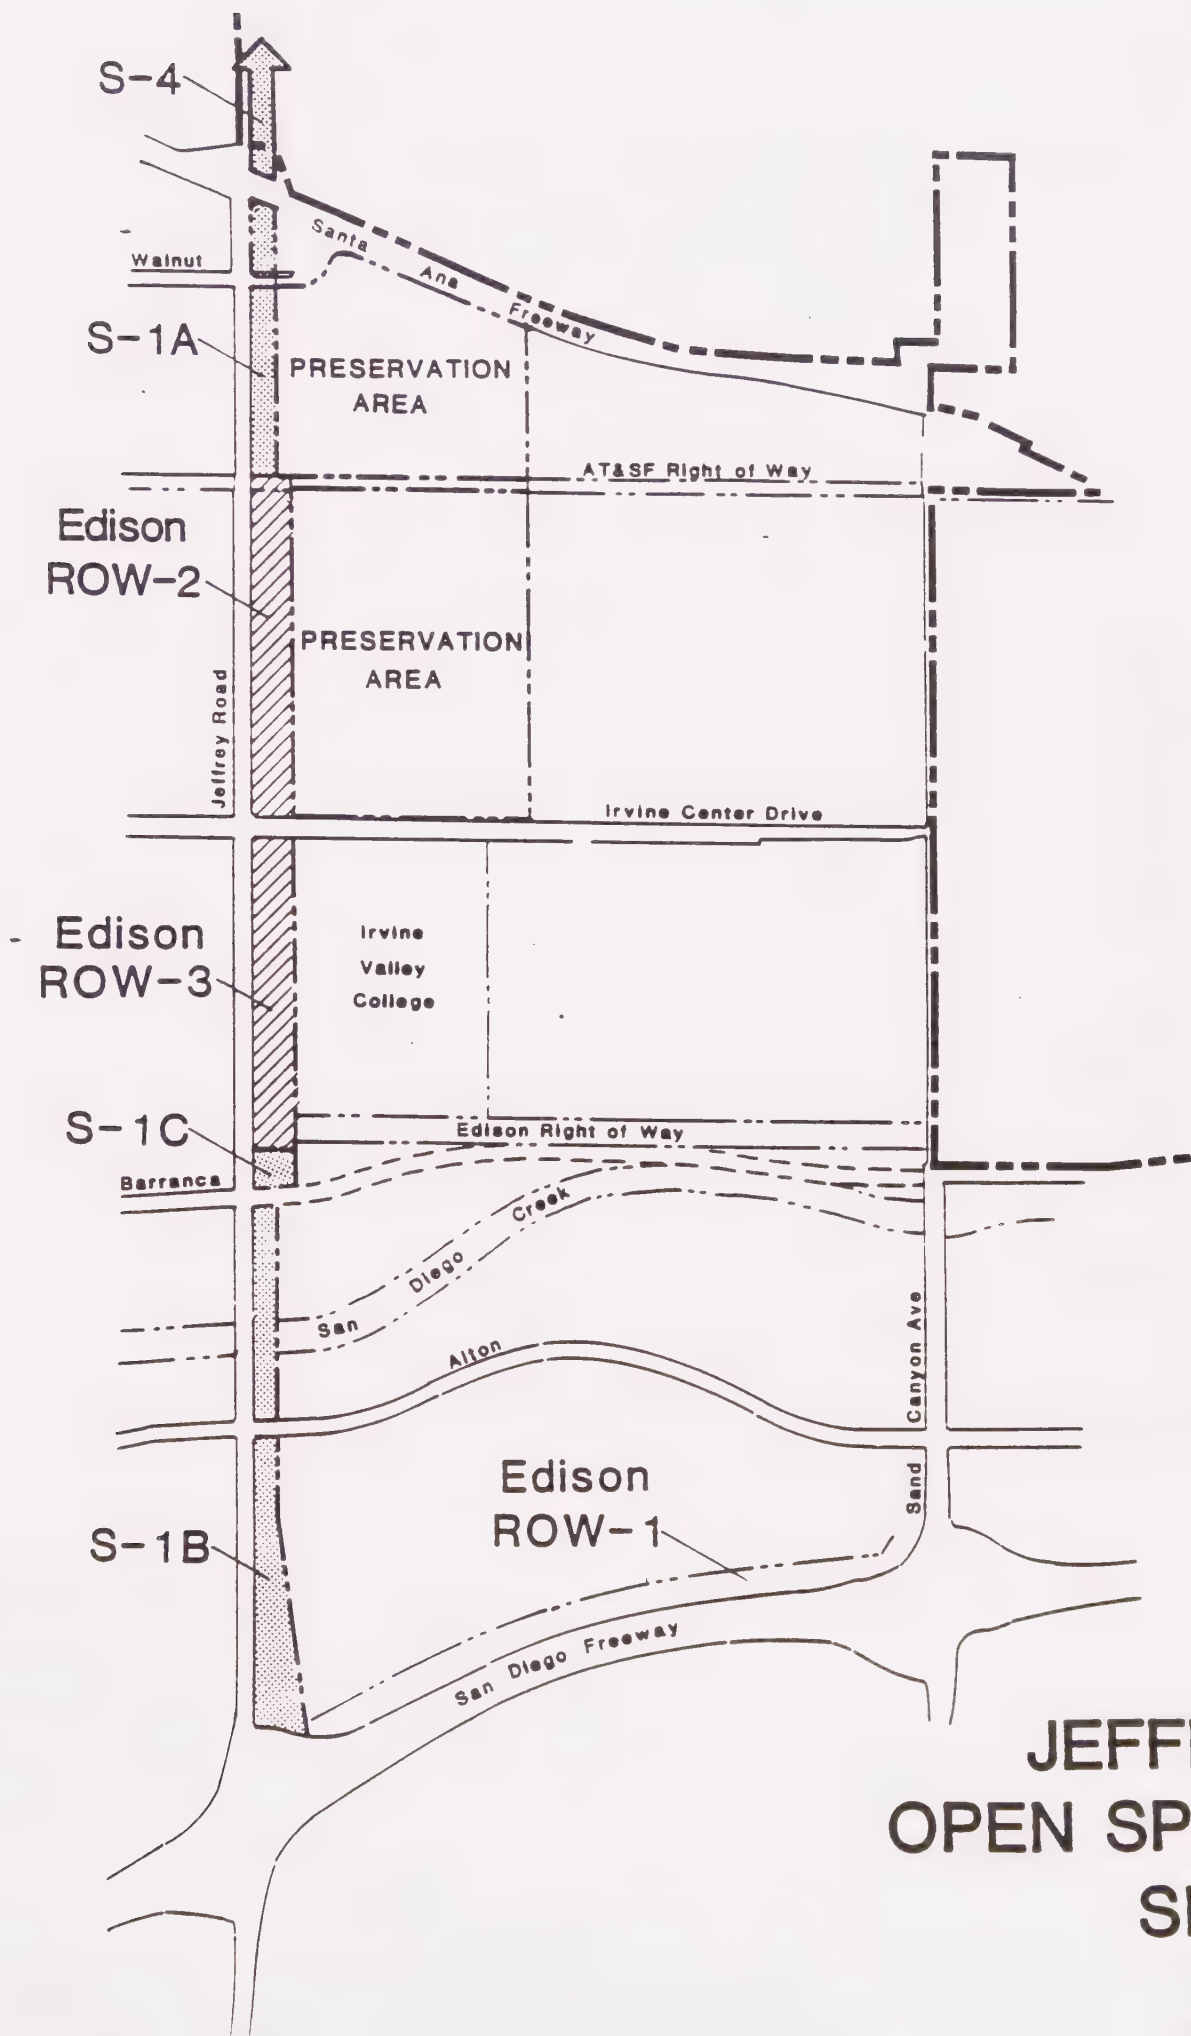 S-4
Santa Ana Freeway
Walnut
S-1A
PRESERVATION
AREA
AT&SF Right of Way
Edison
ROW-2
PRESERVATION
AREA
Jeffrey Road
Irvine Center Drive
Edison
ROW-3
Irvine
Valley
College
S-1C
Edison Right of Way
Barranca
San Diego Creek
Alton
Sand Canyon Ave
Edison
ROW-1
S-1B
San Diego Freeway
OPEN